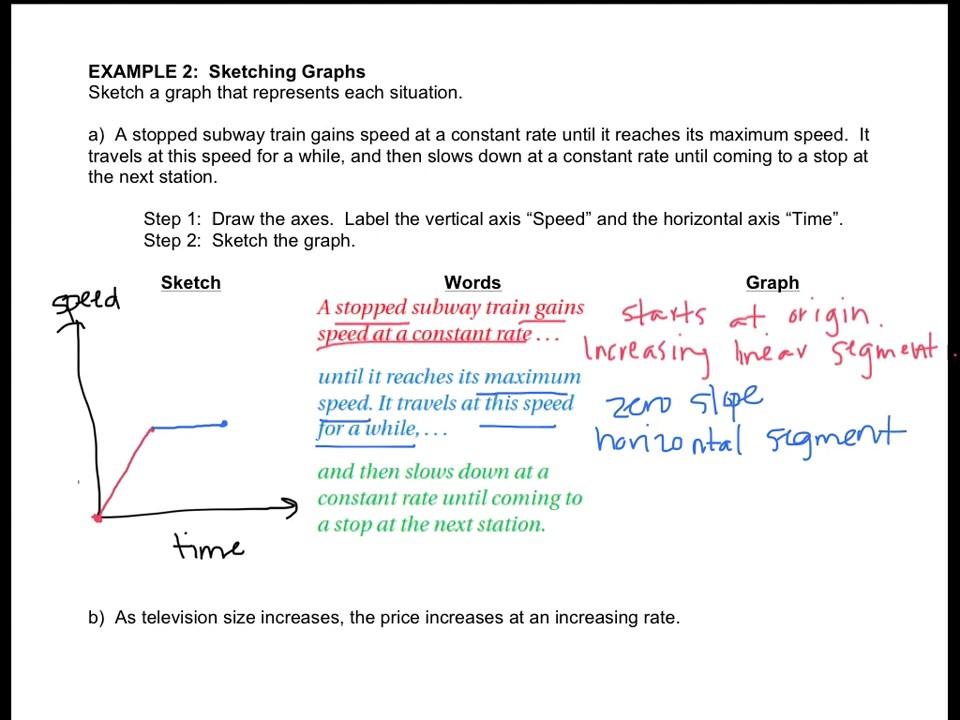 EXAMPLE 2: Sketching Graphs
Sketch a graph that represents each situation.
a) A stopped subway train gains speed at a constant rate until it reaches its maximum speed. It
travels at this speed for a while, and then slows down at a constant rate until coming to a stop at
the next station.
Step 1: Draw the axes. Label the vertical axis “Speed” and the horizontal axis “Time”.
Step 2: Sketch the graph.
Sketch
speed
time
Words
A stopped subway train gains
speed at a constant rate . . .
until it reaches its maximum
speed. It travels at this speed
for a while, . . .
and then slows down at a
constant rate until coming to
a stop at the next station.
Graph
starts at origin.
Increasing linear segment.
zero slope
horizontal segment
b) As television size increases, the price increases at an increasing rate.